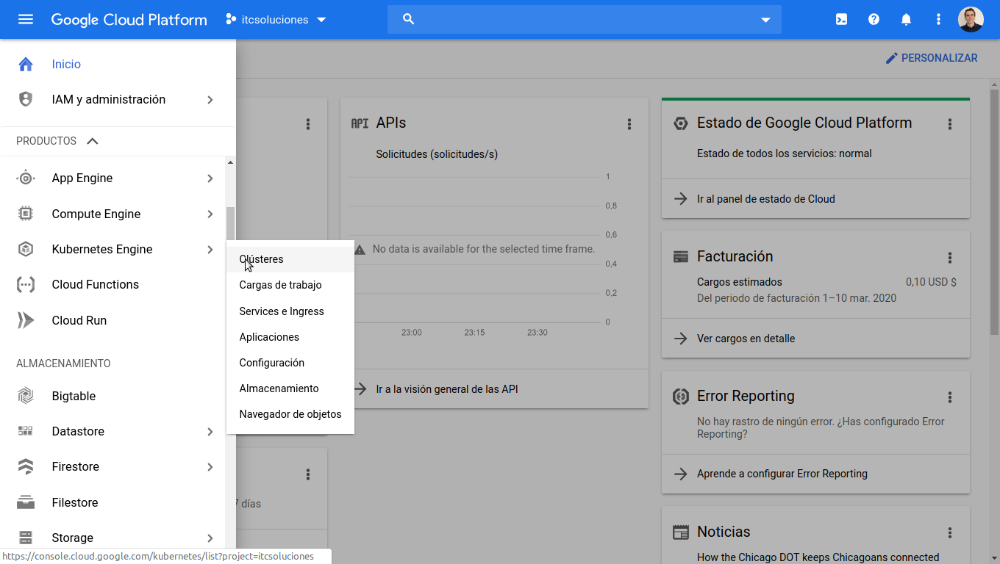 Google Cloud Platform
itcsoluciones
Inicio
IAM y administración
PRODUCTOS
App Engine
Compute Engine
Kubernetes Engine
Cloud Functions
Cloud Run
ALMACENAMIENTO
Bigtable
Datastore
Firestore
Filestore
Storage
Clústeres
Cargas de trabajo
Services e Ingress
Aplicaciones
Configuración
Almacenamiento
Navegador de objetos
7 días
PERSONALIZAR
API APIs
Solicitudes (solicitudes/s)
1
0,8
0,6
No data is available for the selected time frame.
0,4
0,2
0
23:00 23:15 23:30
Ir a la visión general de las API
Estado de Google Cloud Platform
Estado de todos los servicios: normal
Ir al panel de estado de Cloud
Facturación
Cargos estimados 0,10 USD $
Del periodo de facturación 1–10 mar. 2020
Ver cargos en detalle
Error Reporting
No hay rastro de ningún error. ¿Has configurado Error
Reporting?
Aprende a configurar Error Reporting
Noticias
How the Chicago DOT keeps Chicagoans connected
https://console.cloud.google.com/kubernetes/list?project=itcsoluciones